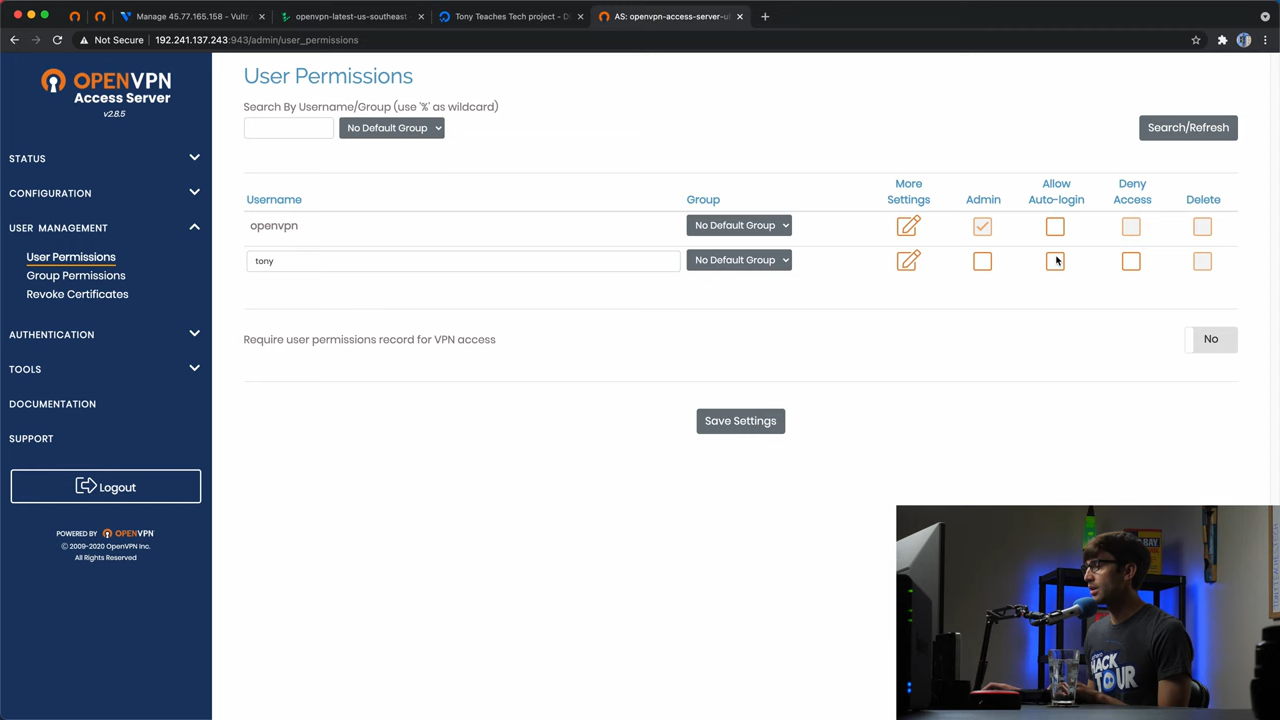 Manage 45.77.165.158 - Vultr
openvpn-latest-us-southeast
Tony Teaches Tech project - D
AS: openvpn-access-server-u
Not Secure
192.241.137.243:943/admin/user_permissions
OPENVPN
Access Server
v2.8.5
STATUS
CONFIGURATION
USER MANAGEMENT
User Permissions
Group Permissions
Revoke Certificates
AUTHENTICATION
TOOLS
DOCUMENTATION
SUPPORT
Logout
POWERED BY OPENVPN
© 2009-2020 OpenVPN Inc.
All Rights Reserved
User Permissions
Search By Username/Group (use '%' as wildcard)
No Default Group
Search/Refresh
Username
Group
More
Settings
Admin
Allow
Auto-login
Deny
Access
Delete
openvpn
No Default Group
tony
No Default Group
Require user permissions record for VPN access
No
Save Settings
HACK
TOUR